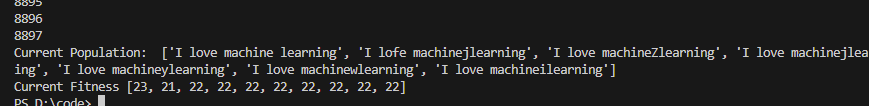 8895
8896
8897
Current Population:  ['I love machine learning', 'I lofe machinejlearning', 'I love machineZlearning', 'I love machinejlea
ing', 'I love machineylearning', 'I love machinewlearning', 'I love machineilearning']
Current Fitness [23, 21, 22, 22, 22, 22, 22, 22, 22, 22]
PS D:\code>